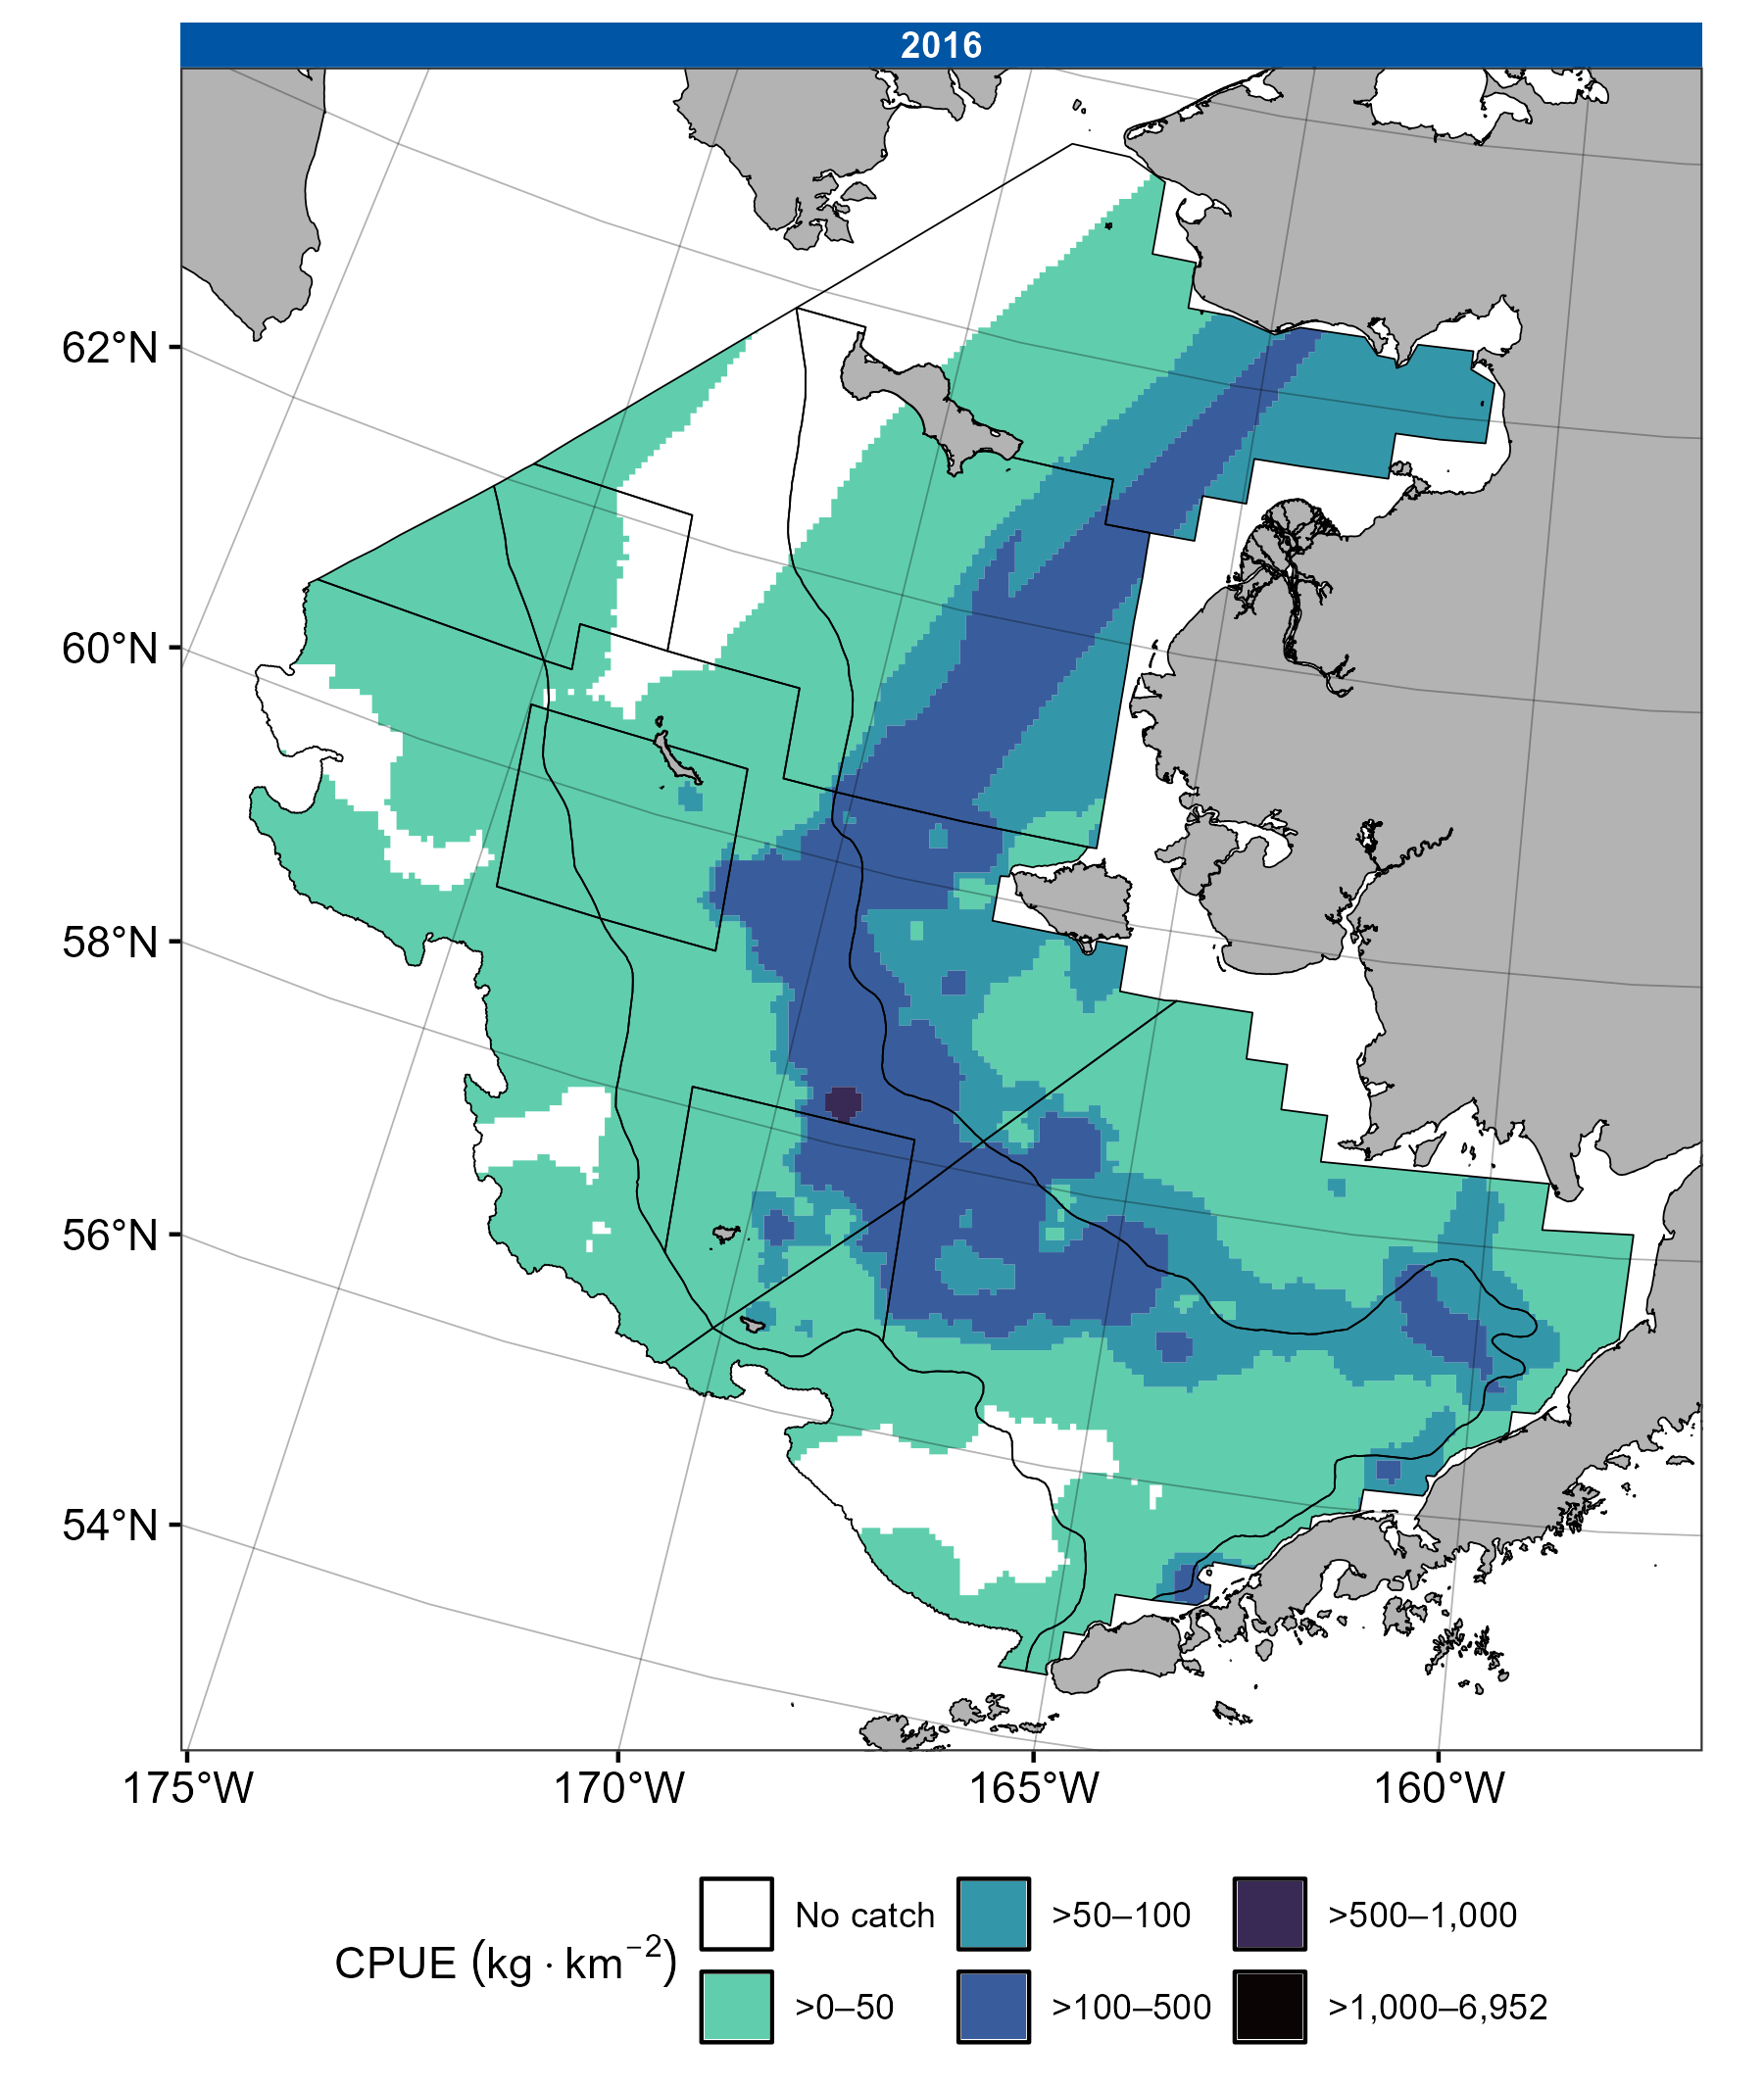 2016
62°N
60°N
58°N
56°N
54°N
175°W 170°W 165°W 160°W
CPUE (kg · km⁻²)
No catch >50–100 >500–1,000
>0–50 >100–500 >1,000–6,952